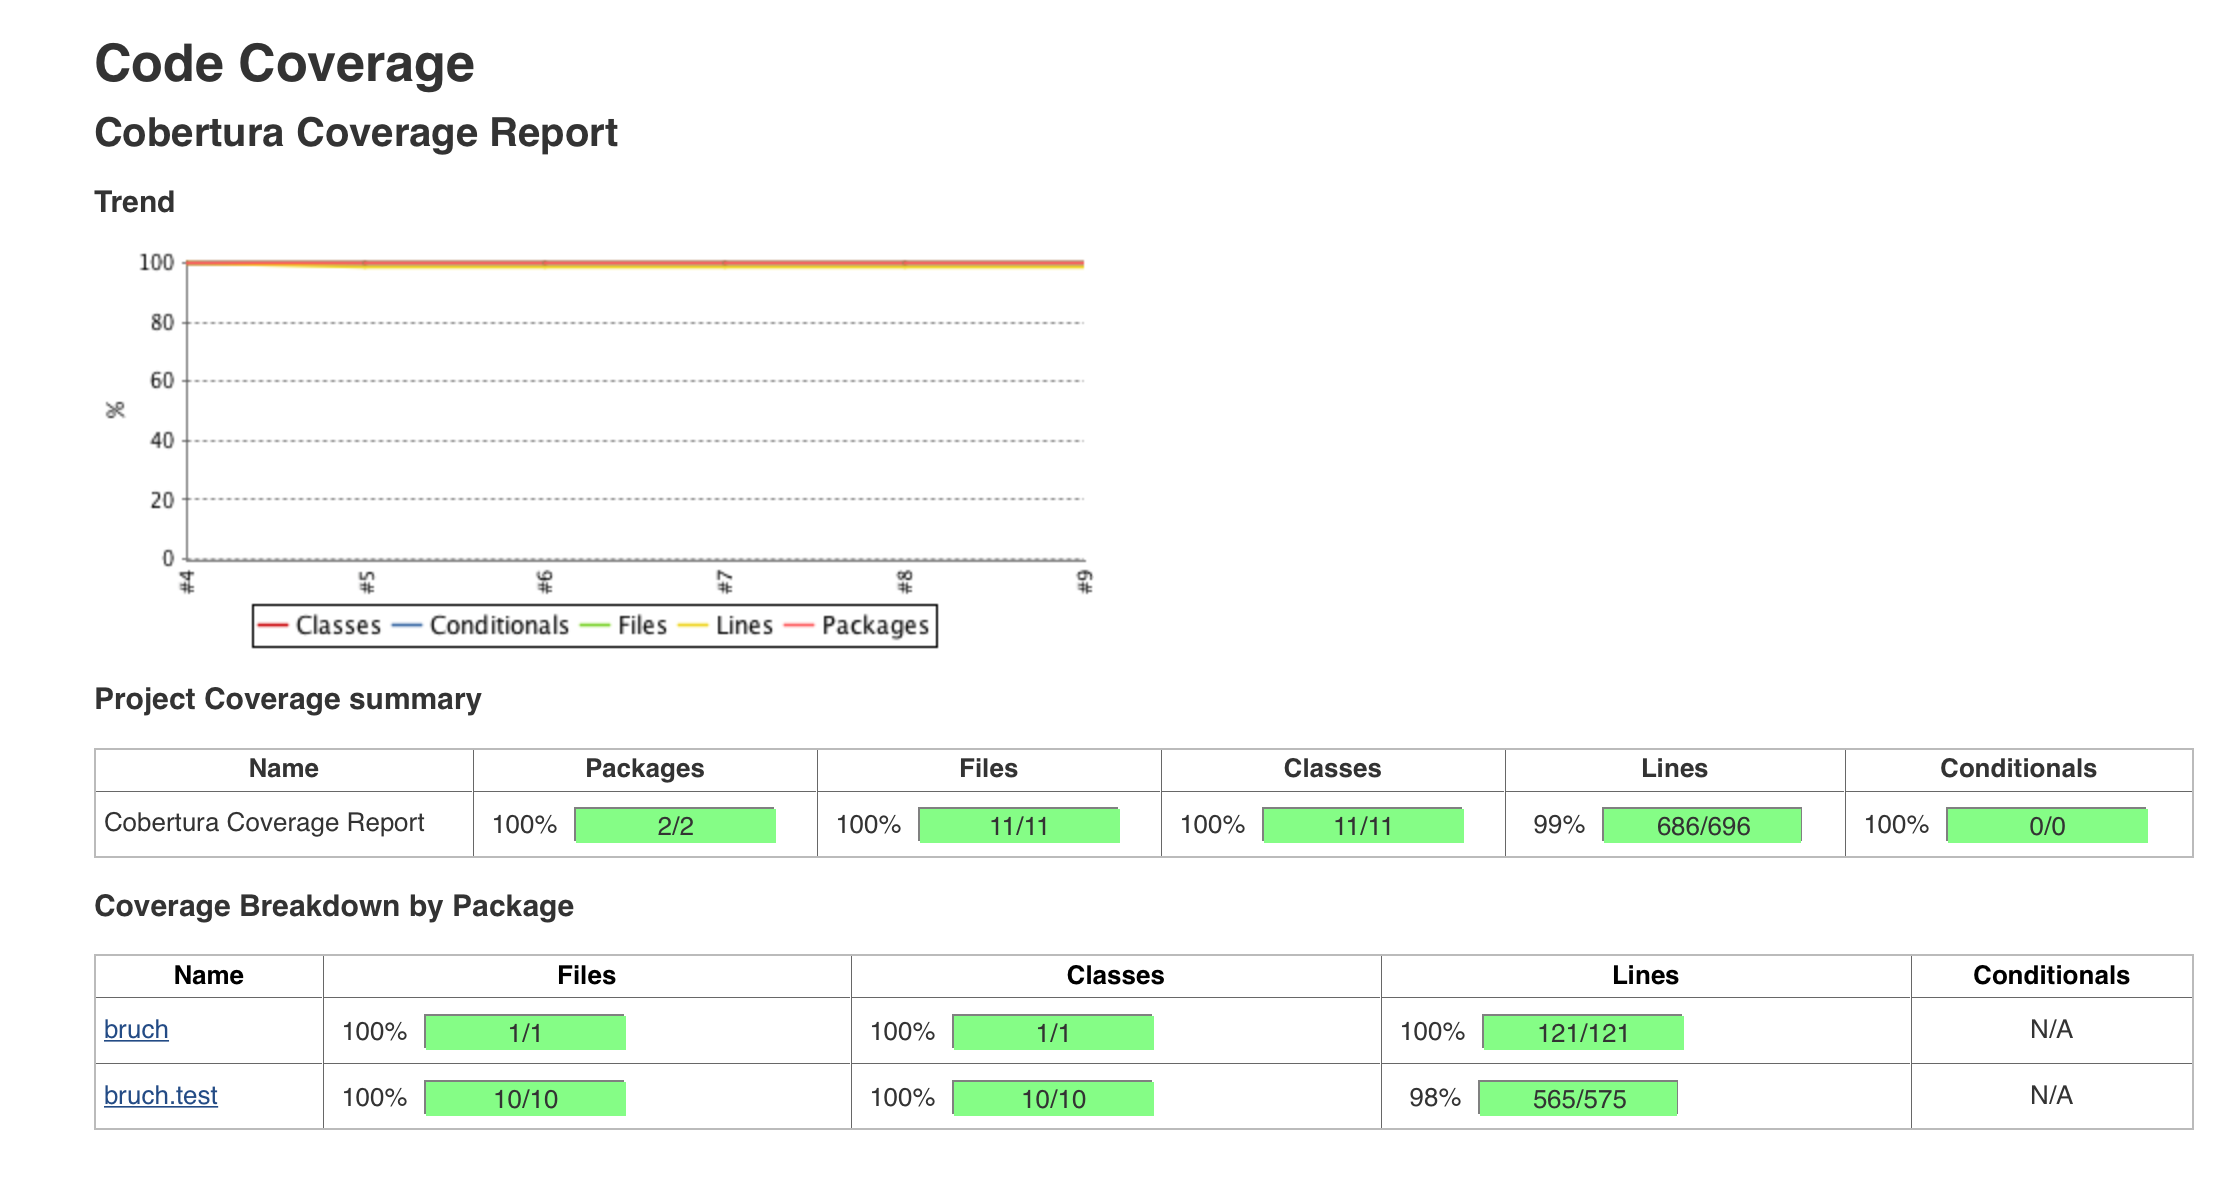 Code Coverage
Cobertura Coverage Report
Trend
100
80
60
40
20
0
%
#4 #5 #6 #7 #8 #9
Classes Conditionals Files Lines Packages
Project Coverage summary
Name Packages Files Classes Lines Conditionals
Cobertura Coverage Report 100% 2/2 100% 11/11 100% 11/11 99% 686/696 100% 0/0
Coverage Breakdown by Package
Name Files Classes Lines Conditionals
bruch 100% 1/1 100% 1/1 100% 121/121 N/A
bruch.test 100% 10/10 100% 10/10 98% 565/575 N/A